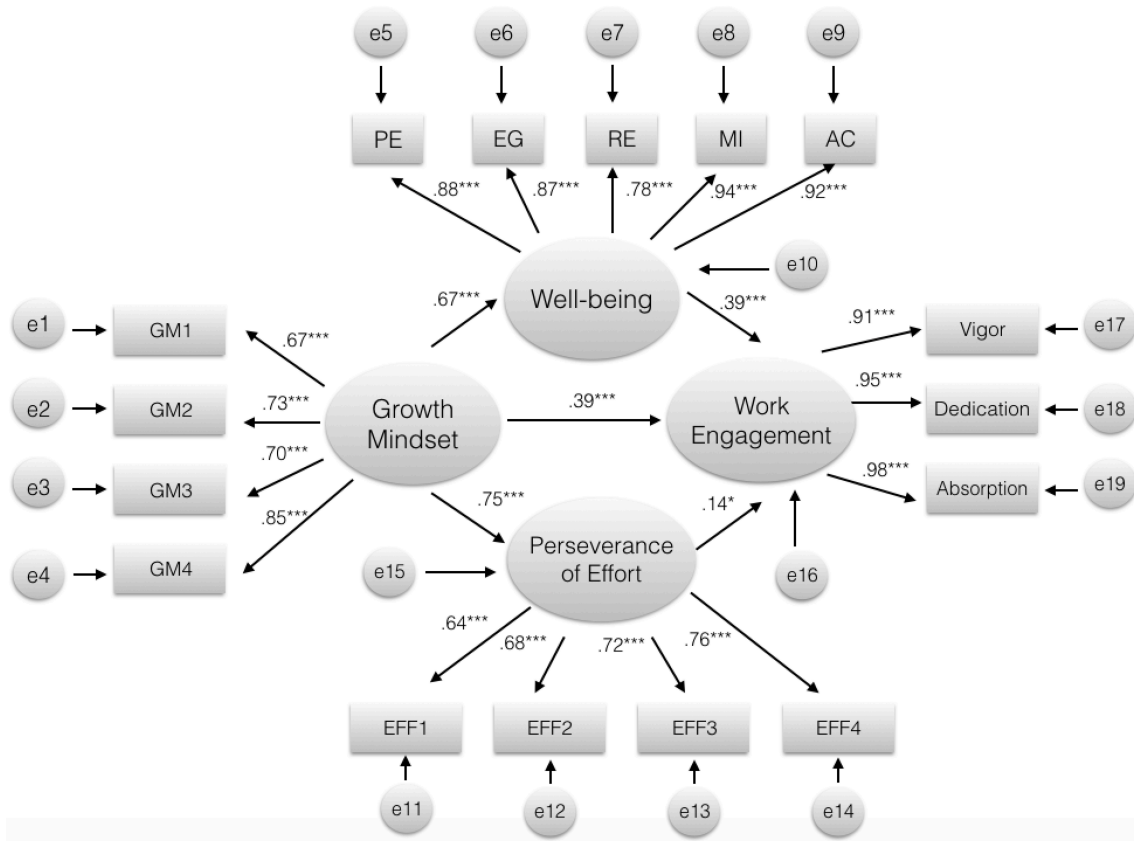 e5
e6
e7
e8
e9
PE
EG
RE
MI
AC
.88***
.87***
.78***
.94***
.92***
e10
Well-being
.67***
.39***
e1
GM1
.67***
.91***
Vigor
e17
e2
GM2
.73***
Growth
Mindset
.39***
Work
Engagement
.95***
Dedication
e18
e3
GM3
.70***
.98***
Absorption
e19
e4
GM4
.85***
.75***
.14*
Perseverance
of Effort
e15
e16
.64***
.68***
.72***
.76***
EFF1
EFF2
EFF3
EFF4
e11
e12
e13
e14